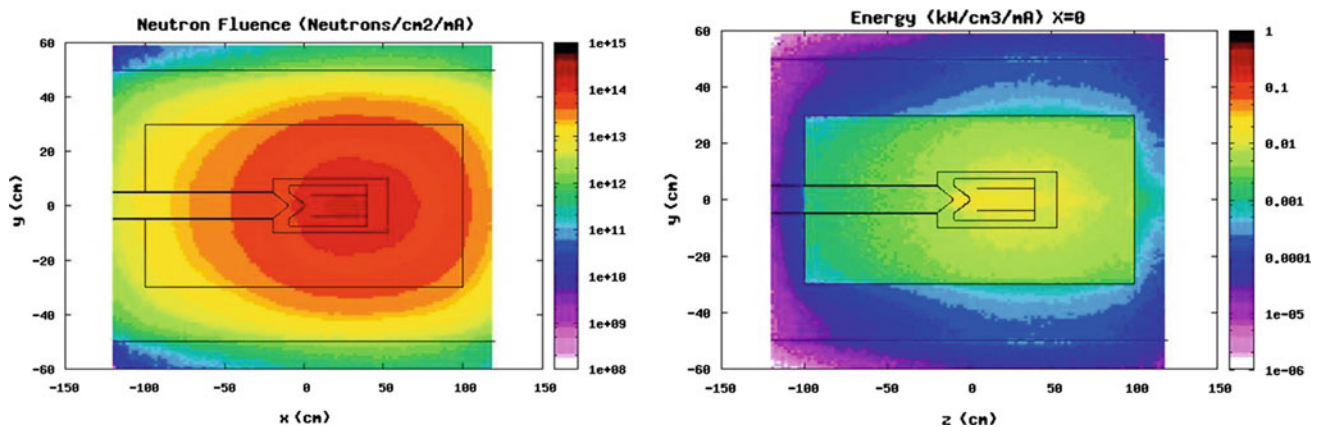 Neutron Fluence (Neutrons/cm2/mA)
60
40
20
0
-20
-40
-60
y (cm)
-150
-100
-50
0
50
100
150
x (cm)
1e+15
1e+14
1e+13
1e+12
1e+11
1e+10
1e+09
1e+08
Energy (kW/cm3/mA) X=0
60
40
20
0
-20
-40
-60
y (cm)
-150
-100
-50
0
50
100
150
z (cm)
1
0.1
0.01
0.001
0.0001
1e-05
1e-06